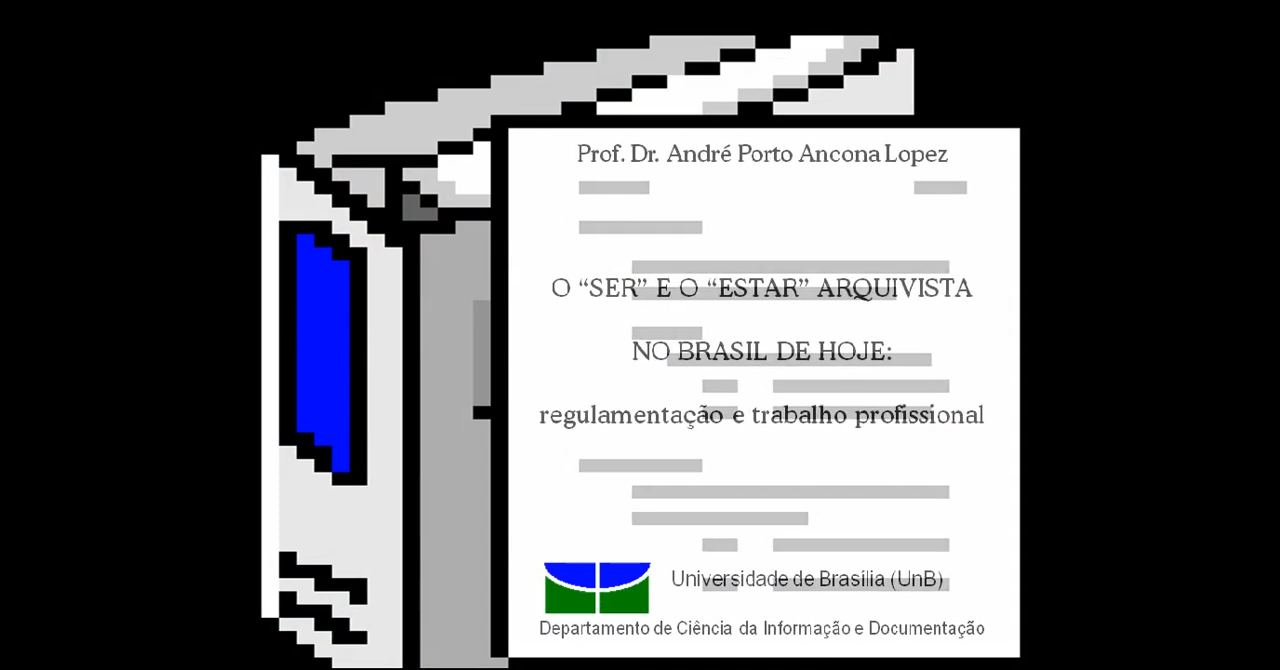 Prof. Dr. André Porto Ancona Lopez
O “SER” E O “ESTAR” ARQUIVISTA
NO BRASIL DE HOJE:
regulamentação e trabalho profissional
Universidade de Brasília (UnB)
Departamento de Ciência da Informação e Documentação